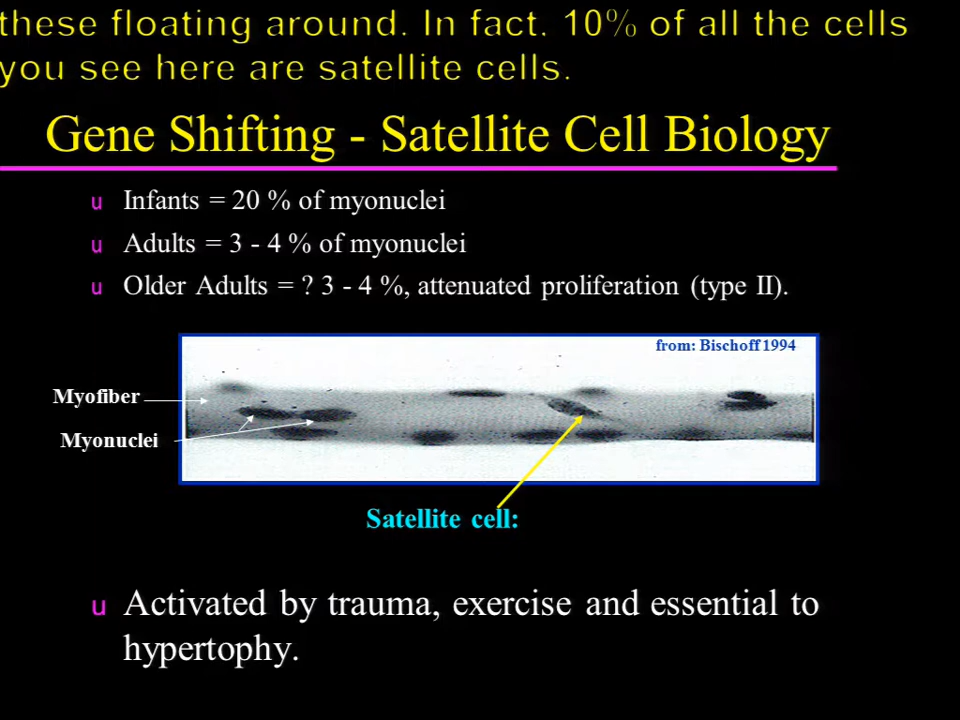 these floating around. In fact. 10% of all the cells
you see here are satellite cells.
Gene Shifting - Satellite Cell Biology
u Infants = 20 % of myonuclei
u Adults = 3 - 4 % of myonuclei
u Older Adults = ? 3 - 4 %, attenuated proliferation (type II).
from: Bischoff 1994
Myofiber
Myonuclei
Satellite cell:
u Activated by trauma, exercise and essential to
hypertophy.